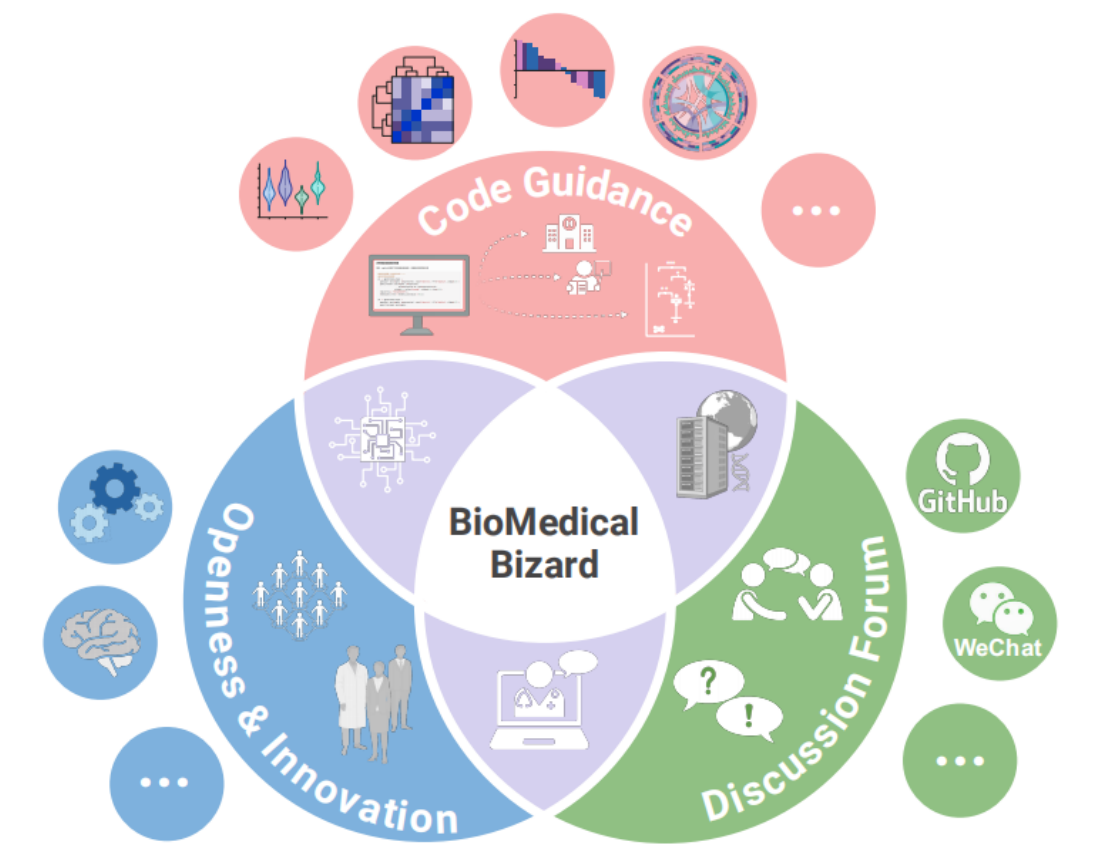 Code Guidance
BioMedical
Bizard
GitHub
WeChat
Openness & Innovation
Discussion Forum
?
!
...
...
...